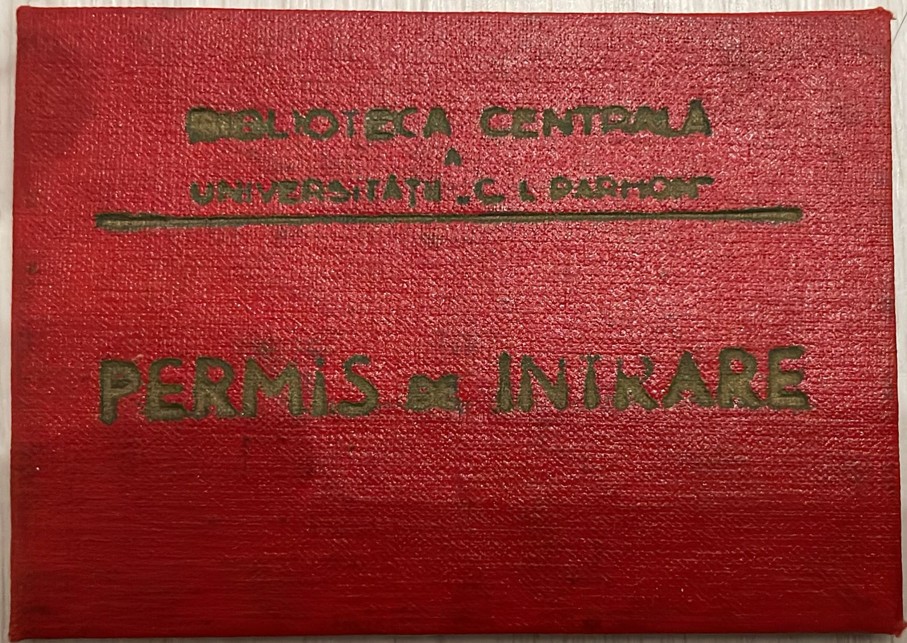 BIBLIOTECA CENTRALĂ
A
UNIVERSITĂȚII „C. I. PARHON”
PERMIS DE INTRARE